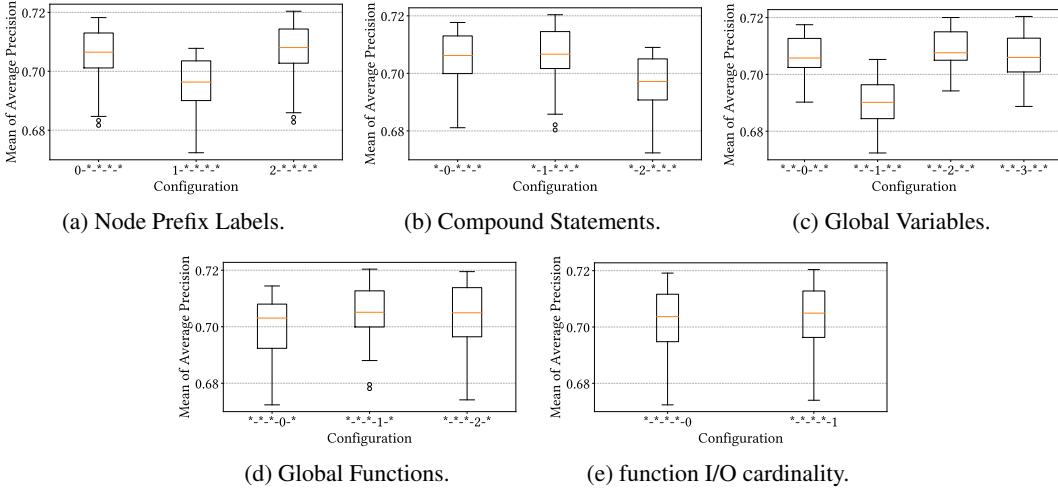 0.72
0.70
0.68
Mean of Average Precision
0-*-*-*-*
1-*-*-*-*
2-*-*-*-*
Configuration
(a) Node Prefix Labels.
0.72
0.70
0.68
Mean of Average Precision
*-0-*-*-*
*-1-*-*-*
*-2-*-*-*
Configuration
(b) Compound Statements.
0.72
0.70
0.68
Mean of Average Precision
*-*-0-*-*
*-*-1-*-*
*-*-2-*-*
*-*-3-*-*
Configuration
(c) Global Variables.
0.72
0.70
0.68
Mean of Average Precision
*-*-*-0-*
*-*-*-1-*
*-*-*-2-*
Configuration
(d) Global Functions.
0.72
0.70
0.68
Mean of Average Precision
*-*-*-*-0
*-*-*-*-1
Configuration
(e) function I/O cardinality.